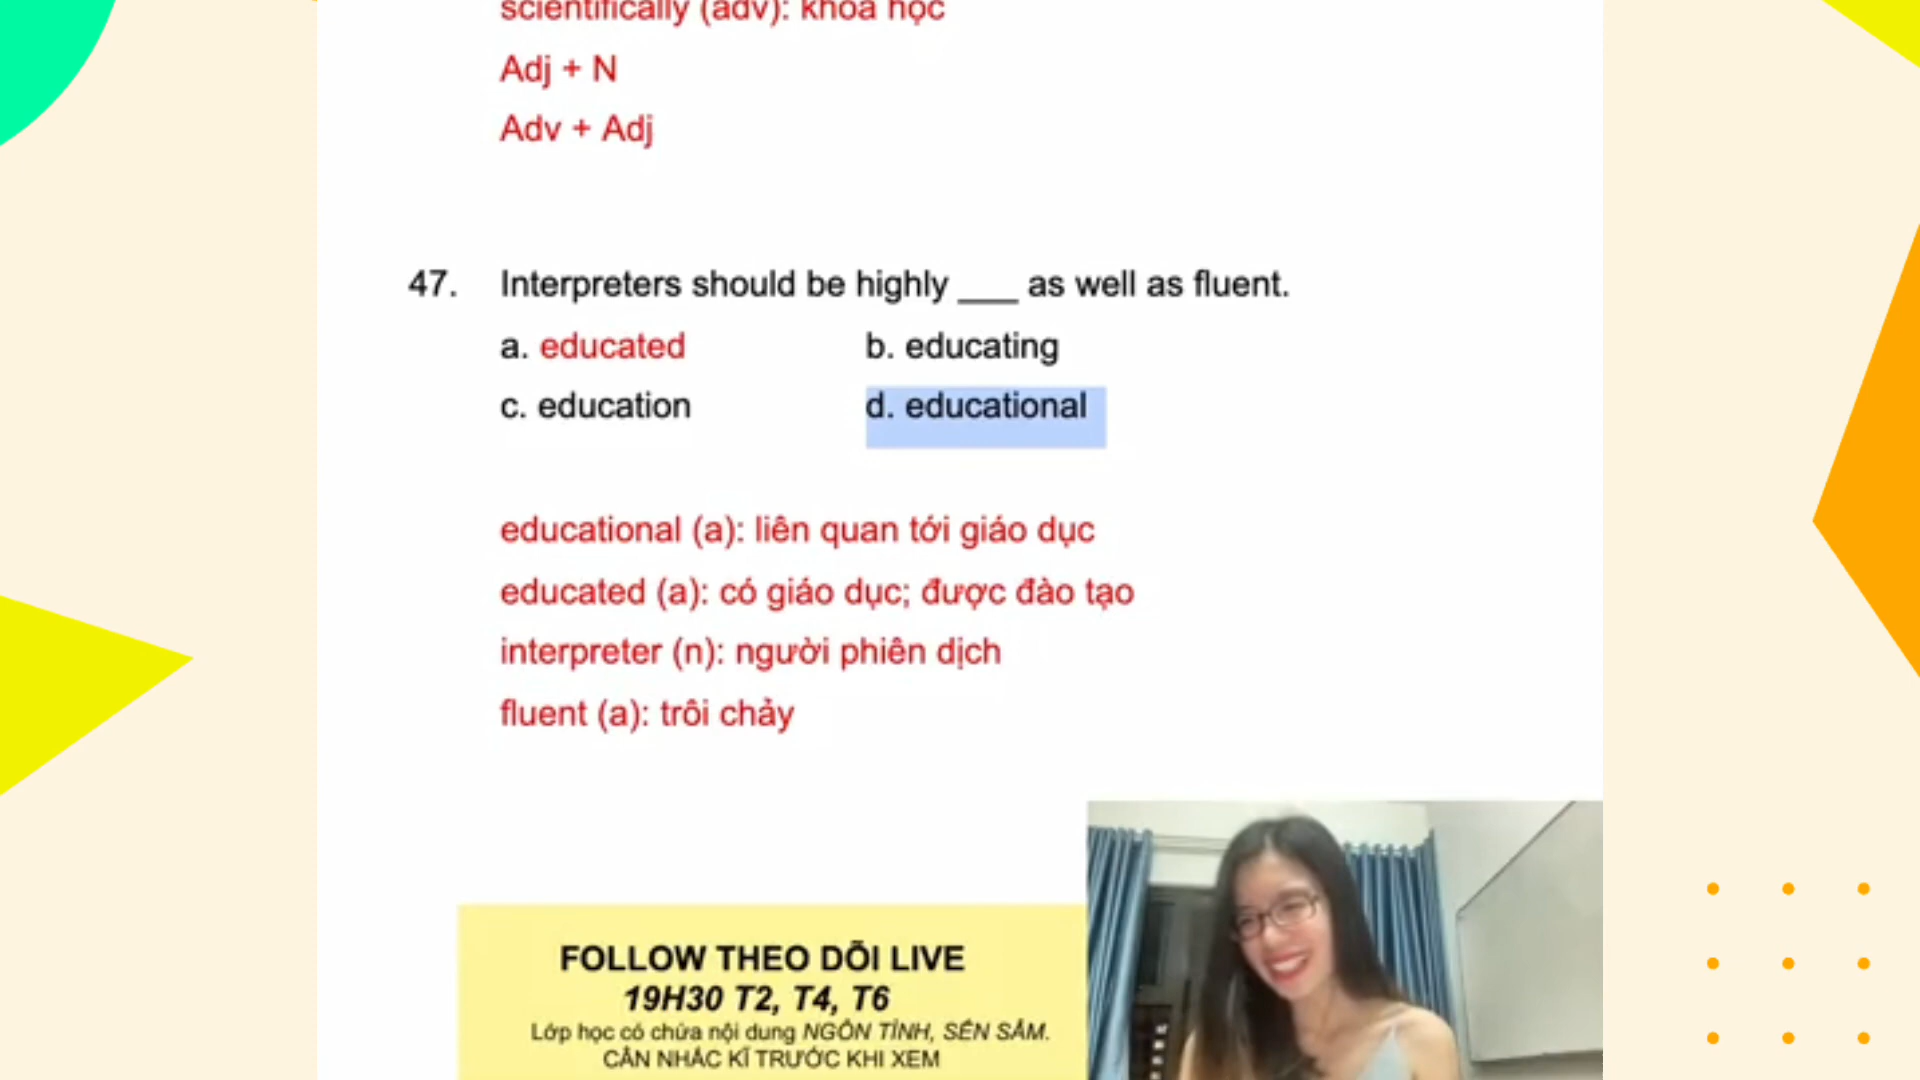 scientifically (adv): khoa học
Adj + N
Adv + Adj
47. Interpreters should be highly ___ as well as fluent.
a. educated b. educating
c. education d. educational
educational (a): liên quan tới giáo dục
educated (a): có giáo dục; được đào tạo
interpreter (n): người phiên dịch
fluent (a): trôi chảy
FOLLOW THEO DÕI LIVE
19H30 T2, T4, T6
Lớp học có chứa nội dung NGÔN TÌNH, SẾN SẨM.
CÂN NHẮC KĨ TRƯỚC KHI XEM